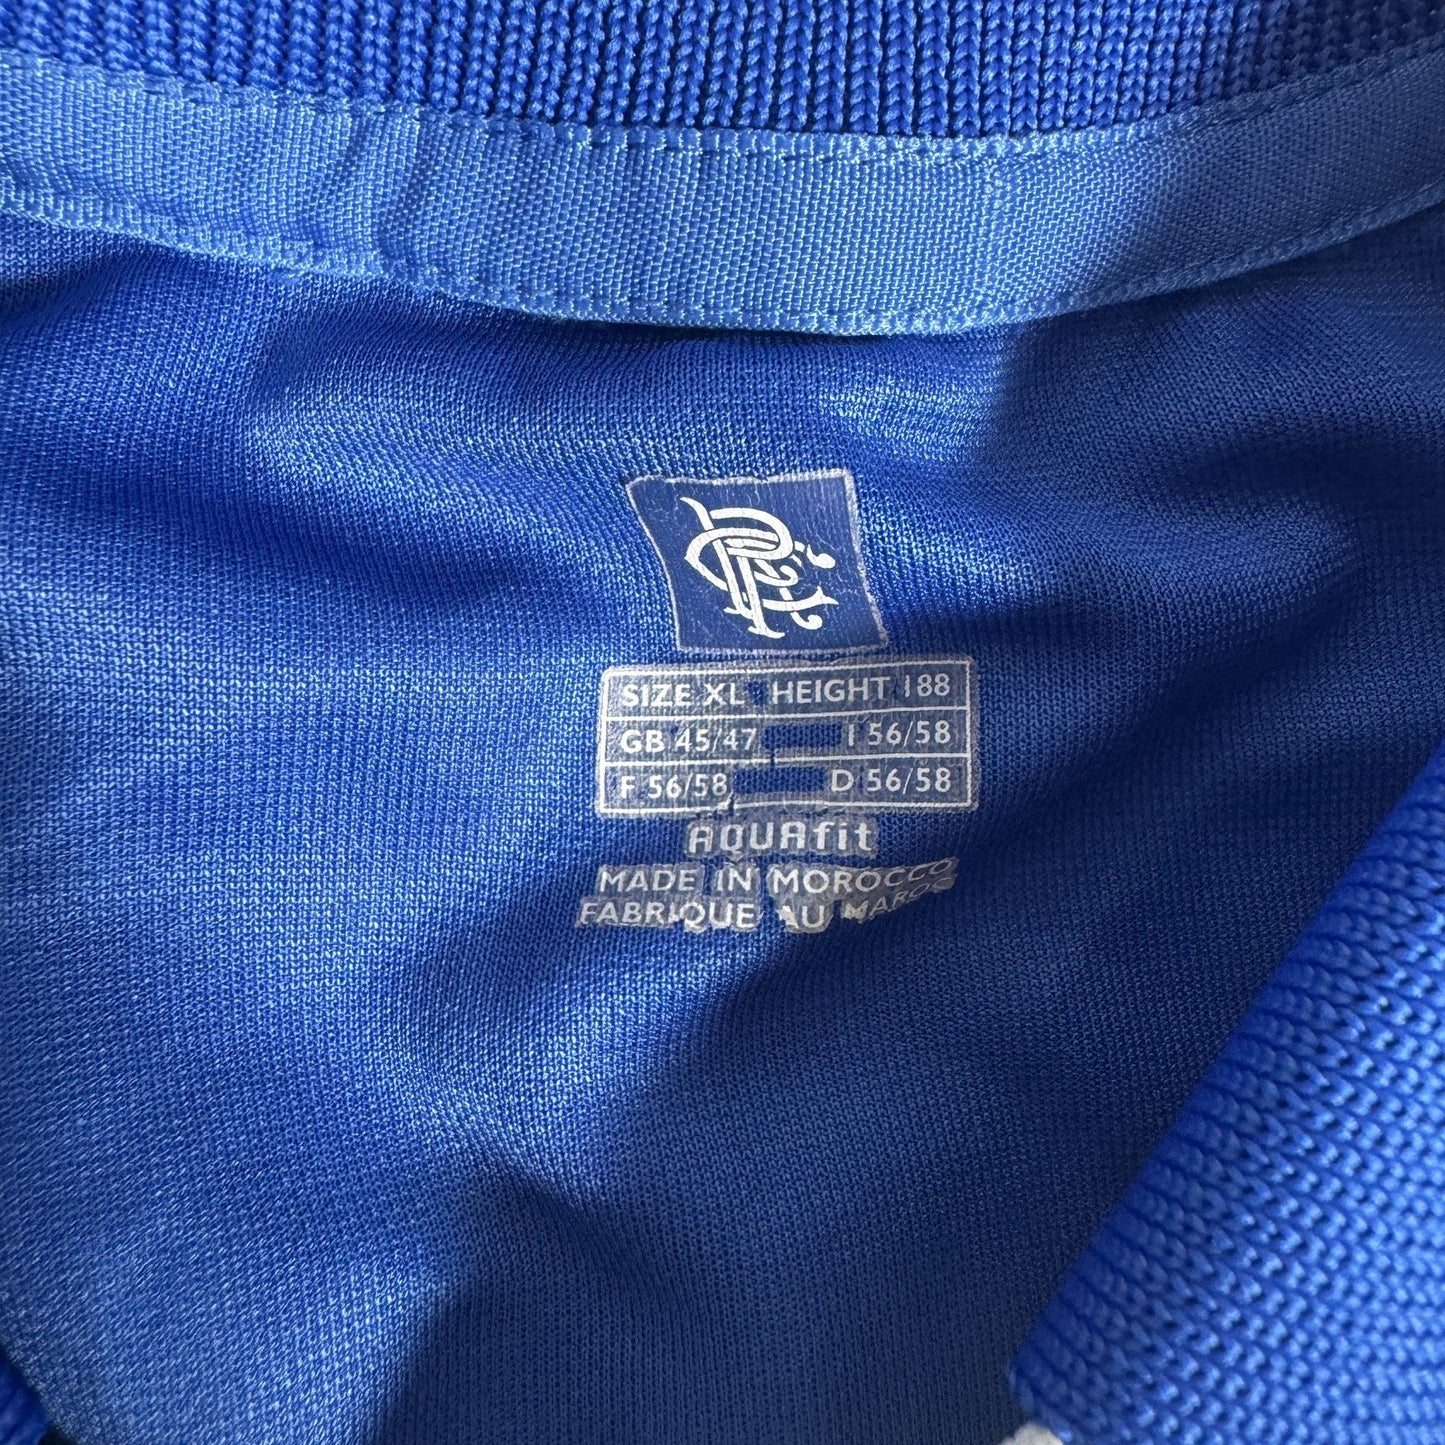 SIZE XL HEIGHT 188
GB 45/47 I 56/58
F 56/58 D 56/58
AQUAfit
MADE IN MOROCCO
FABRIQUE AU MAROC